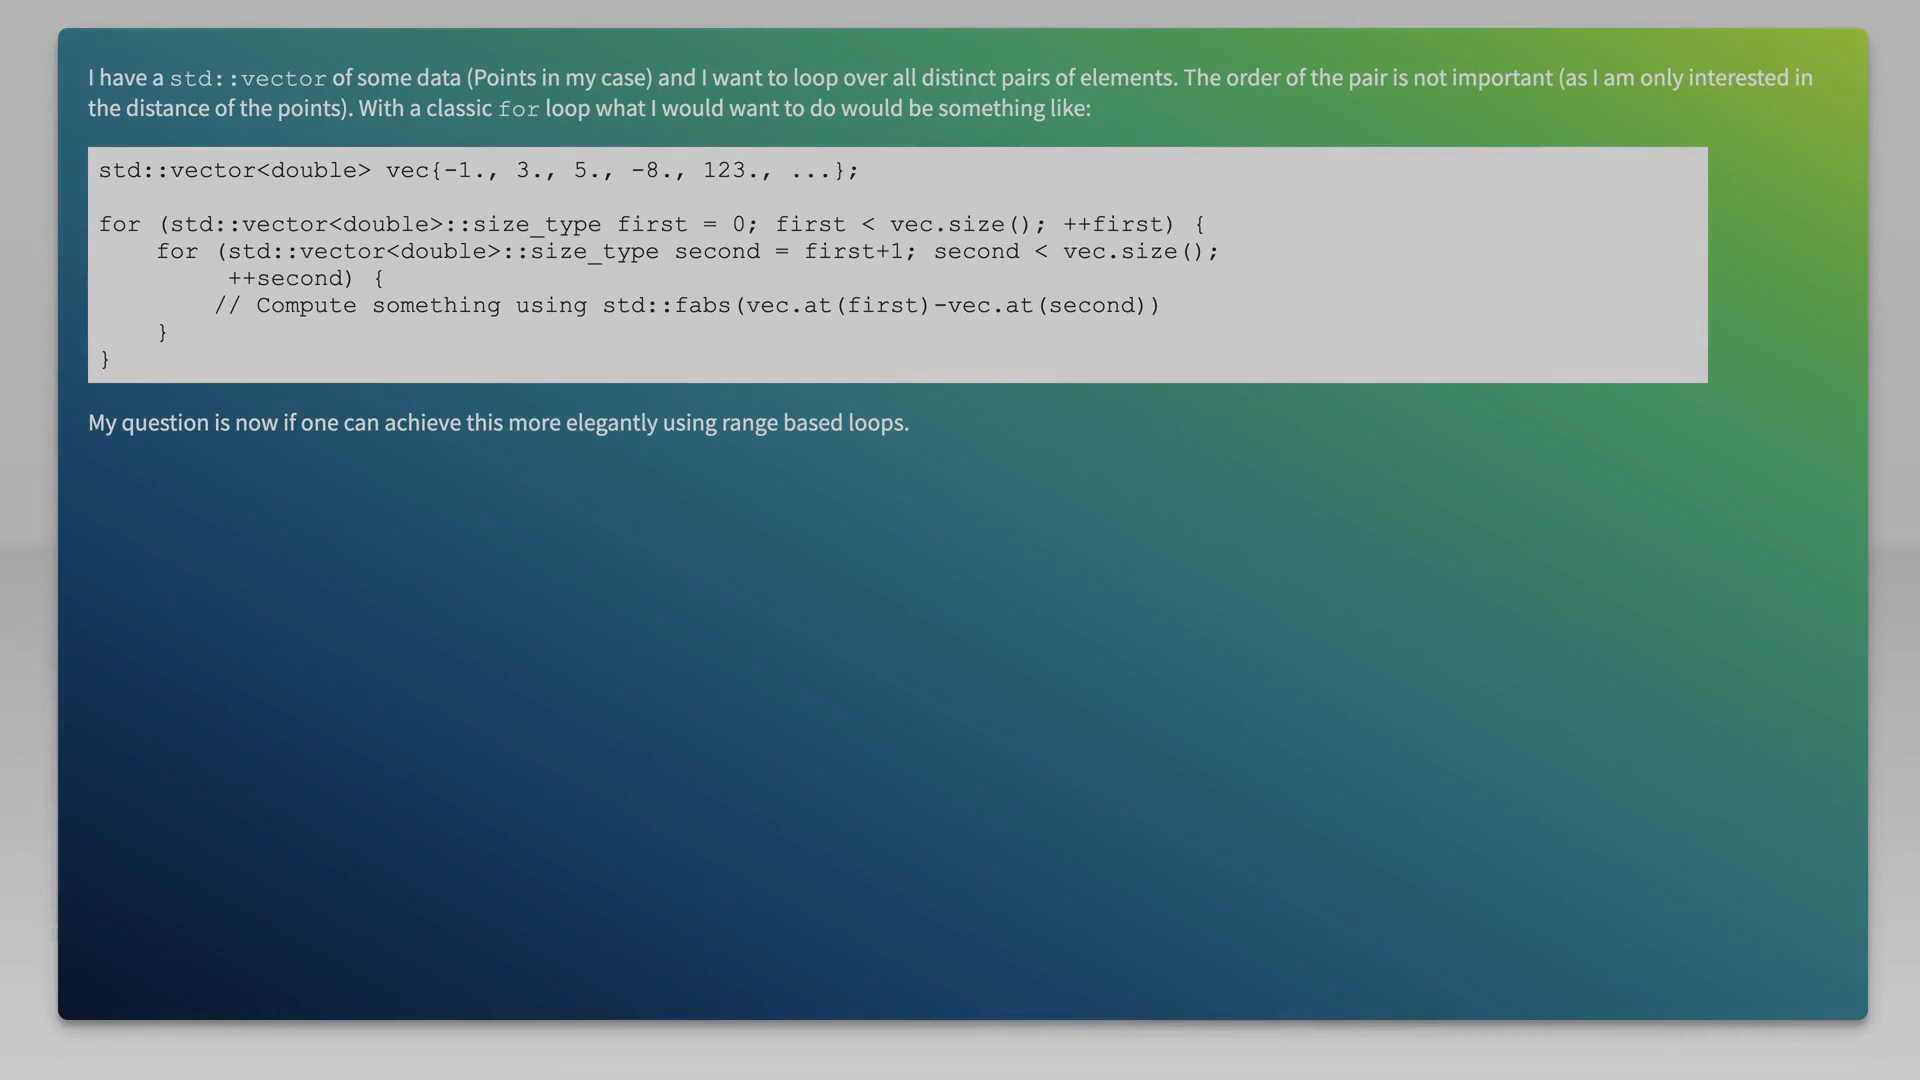 I have a std::vector of some data (Points in my case) and I want to loop over all distinct pairs of elements. The order of the pair is not important (as I am only interested in
the distance of the points). With a classic for loop what I would want to do would be something like:
std::vector<double> vec{-1., 3., 5., -8., 123., ...};
for (std::vector<double>::size_type first = 0; first < vec.size(); ++first) {
    for (std::vector<double>::size_type second = first+1; second < vec.size();
         ++second) {
        // Compute something using std::fabs(vec.at(first)-vec.at(second))
    }
}
My question is now if one can achieve this more elegantly using range based loops.